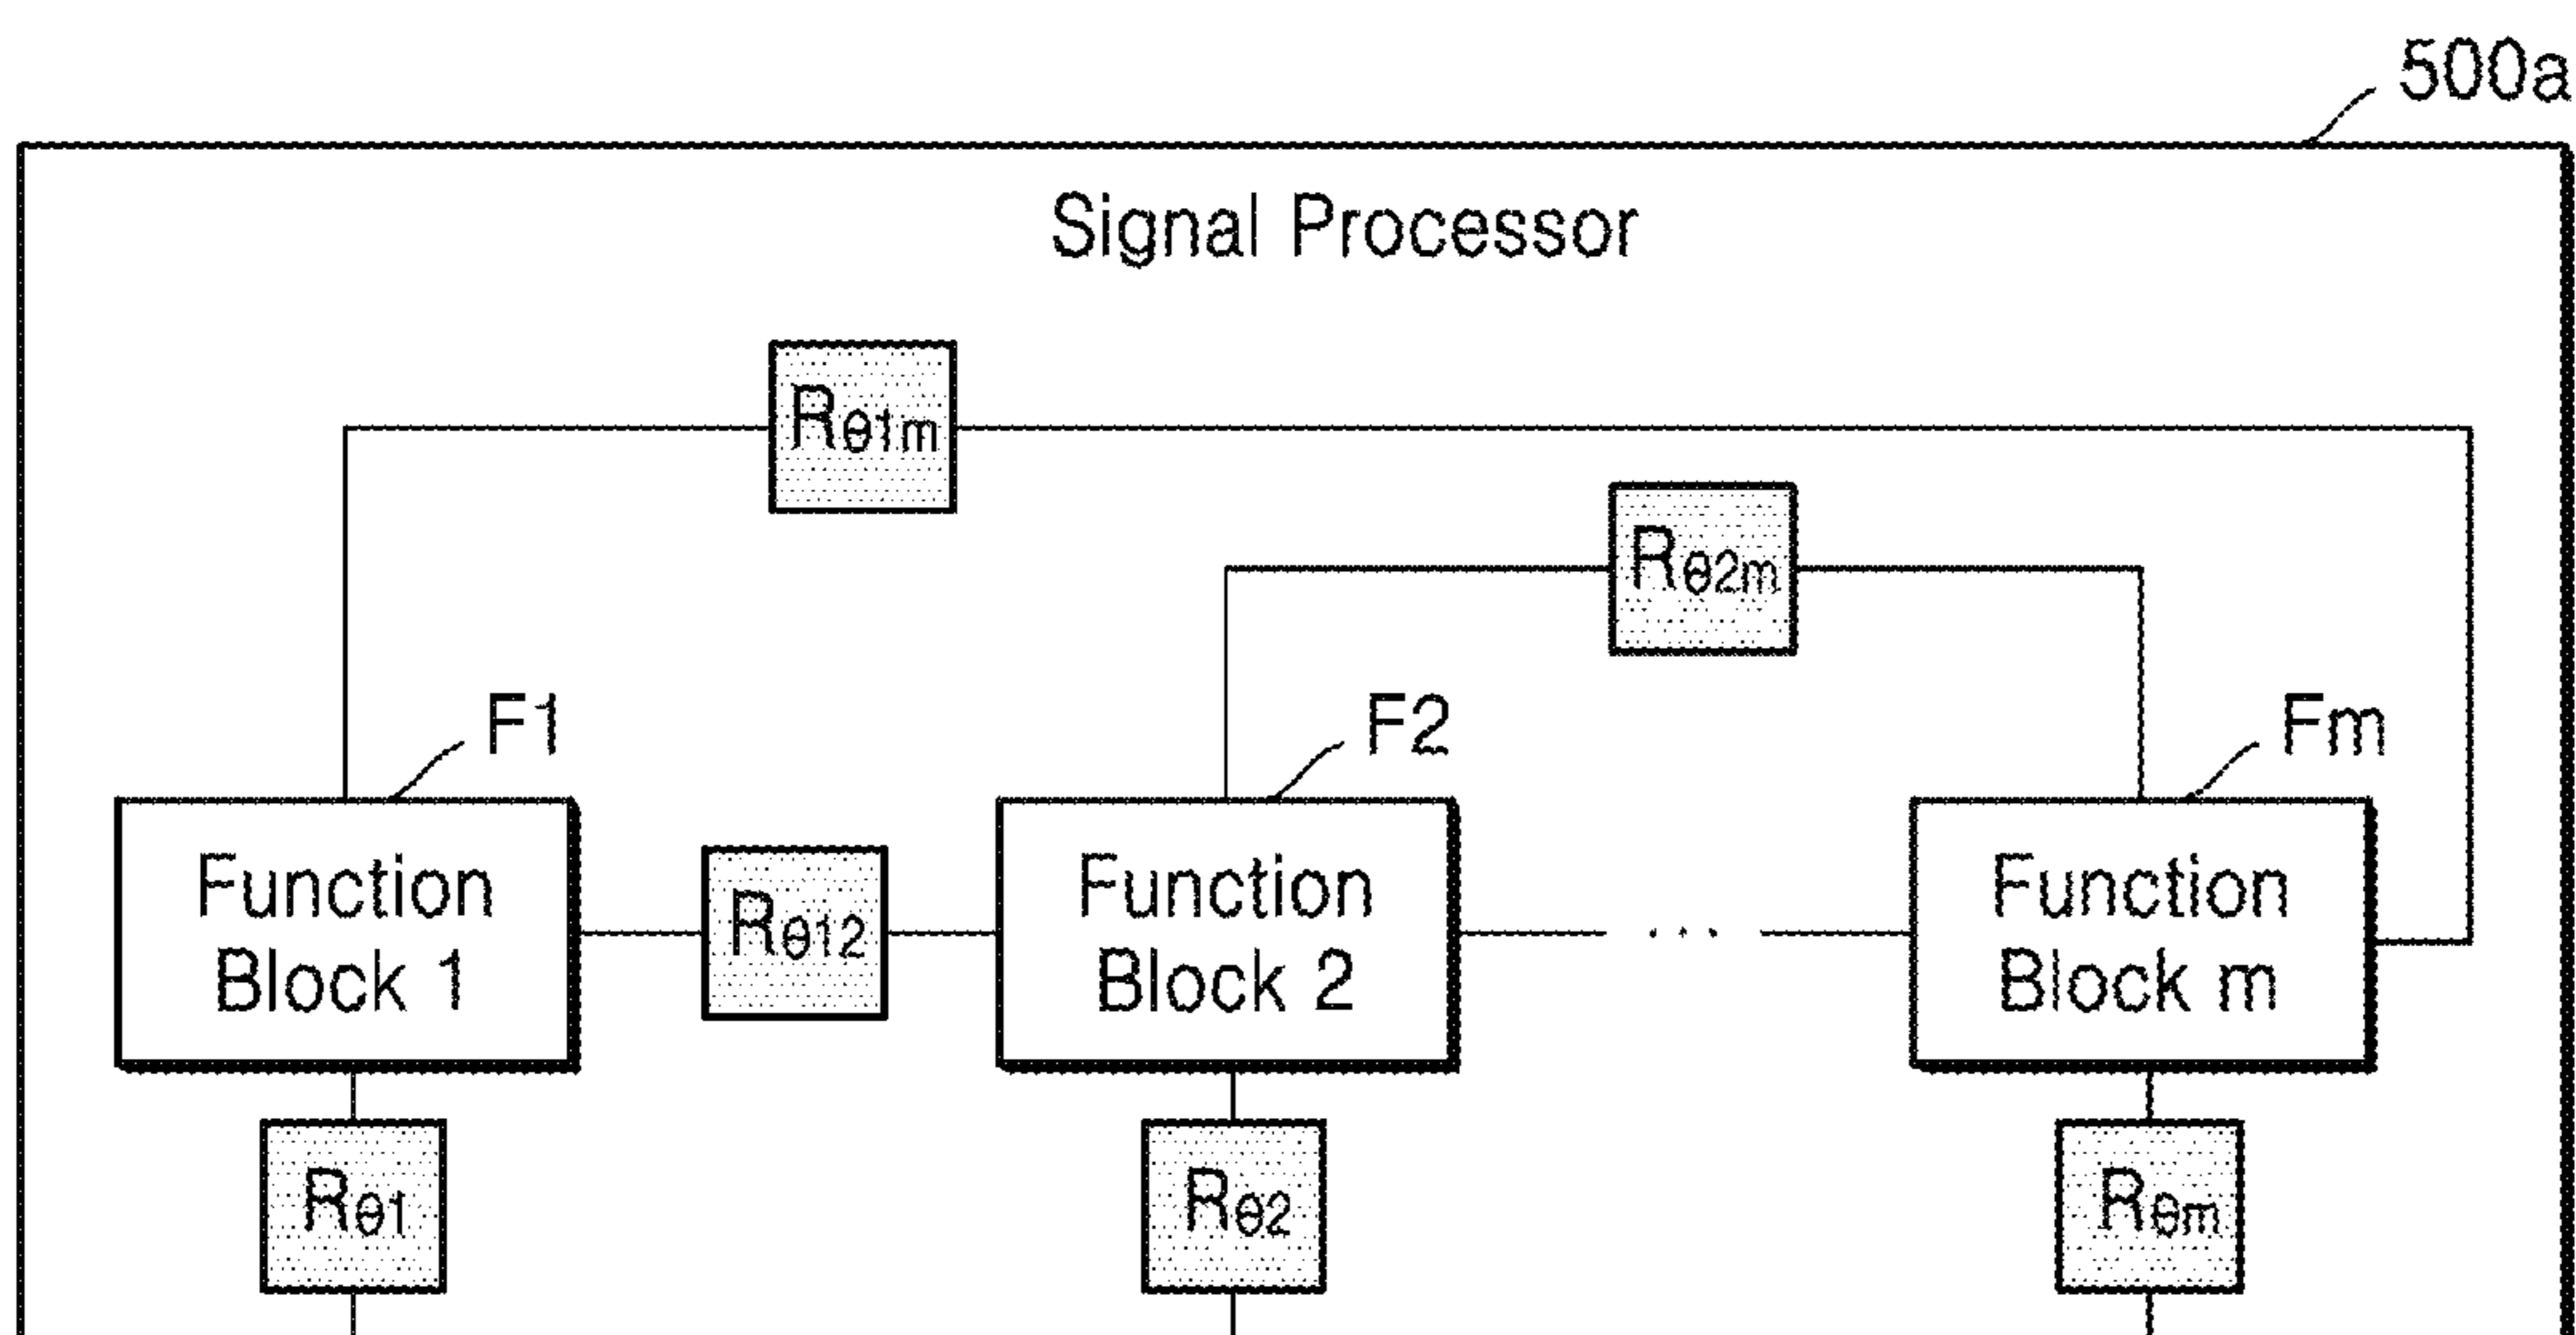 500a
Signal Processor
Rθ1m
Rθ2m
F1
F2
Fm
Function
Block 1
Rθ12
Function
Block 2
...
Function
Block m
Rθ1
Rθ2
Rθm